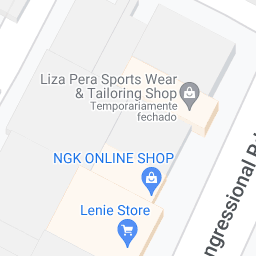 Liza Pera Sports Wear
& Tailoring Shop
Temporariamente
fechado
NGK ONLINE SHOP
Lenie Store